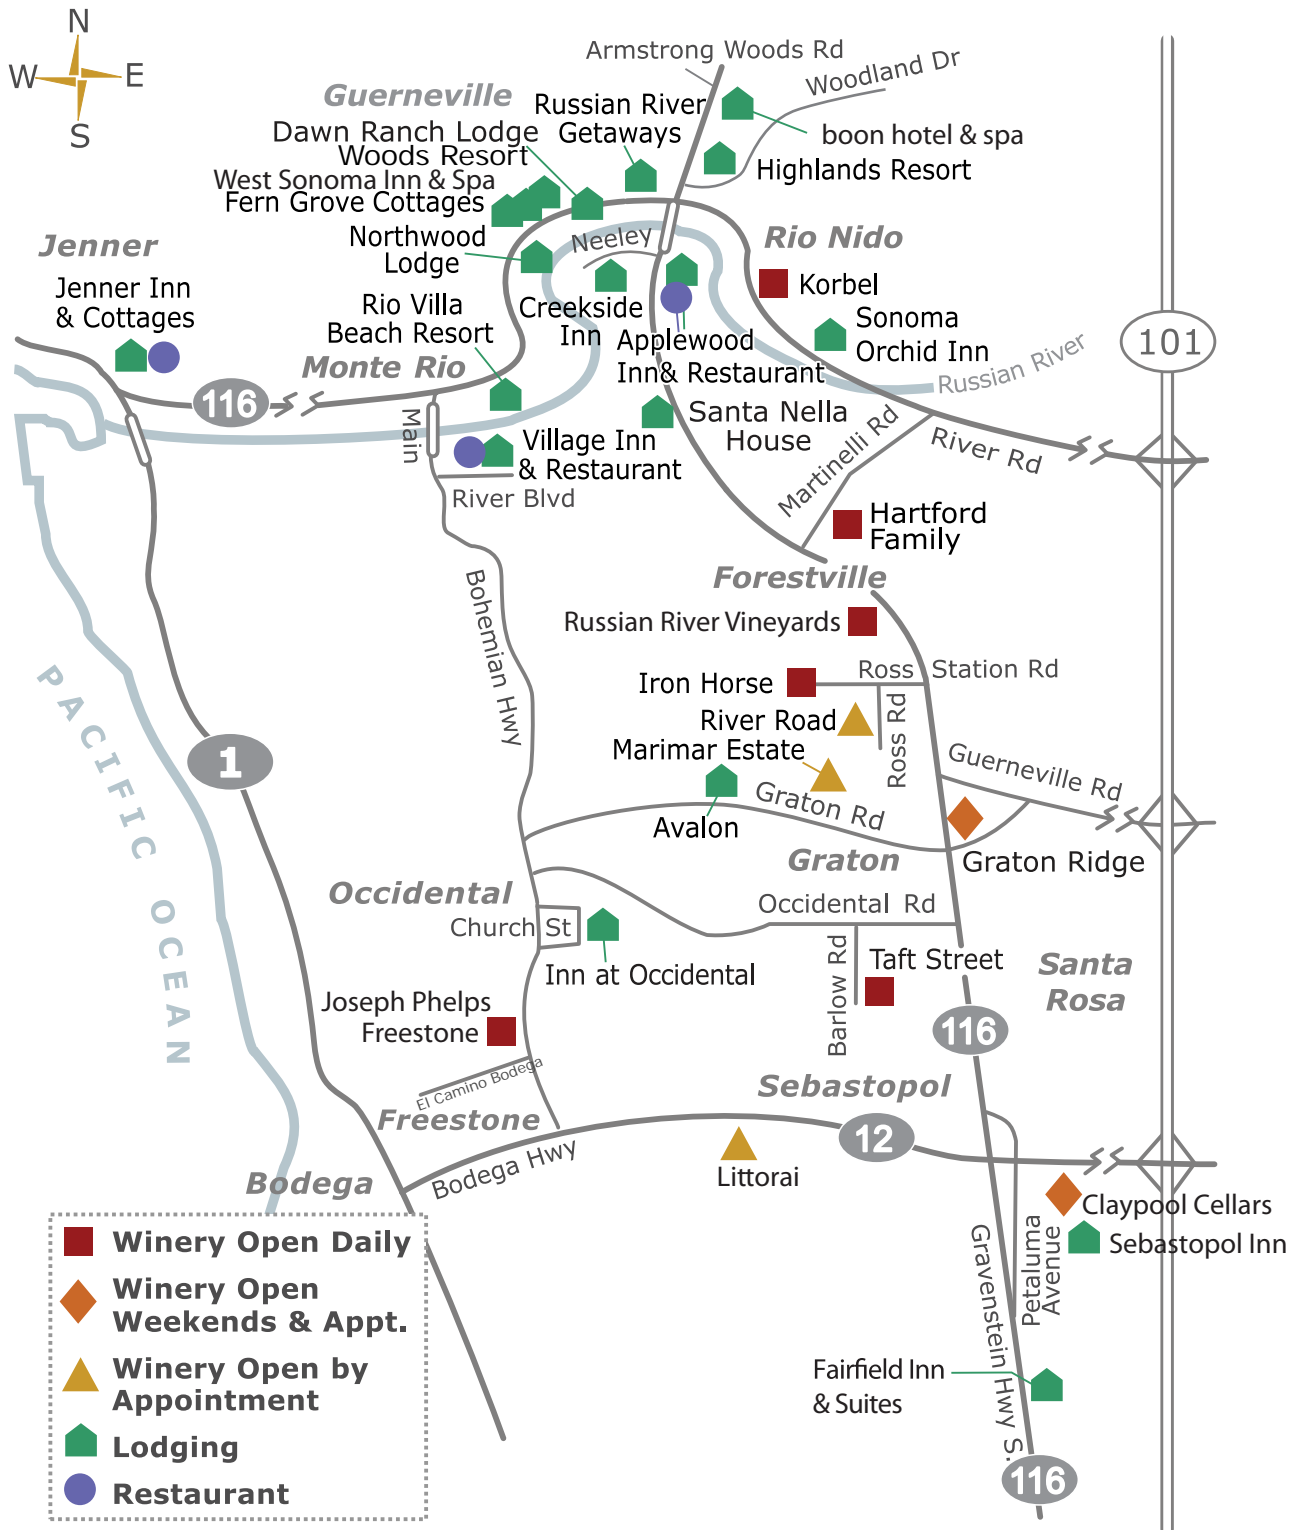 N
W
E
S
Armstrong Woods Rd
Woodland Dr
Guerneville
Russian River
Getaways
boon hotel & spa
Highlands Resort
Dawn Ranch Lodge
Woods Resort
West Sonoma Inn & Spa
Fern Grove Cottages
Northwood
Lodge
Neeley
Rio Nido
Korbel
Jenner
Jenner Inn
& Cottages
Rio Villa
Beach Resort
Creekside
Inn
Applewood
Inn& Restaurant
Sonoma
Orchid Inn
Russian River
101
Monte Rio
116
Main
Santa Nella
House
Martinelli Rd
River Rd
Village Inn
& Restaurant
River Blvd
Hartford
Family
Forestville
Bohemian Hwy
Russian River Vineyards
Ross Station Rd
Iron Horse
River Road
Ross Rd
Marimar Estate
Guerneville Rd
PACIFIC OCEAN
1
Avalon
Graton Rd
Graton Ridge
Graton
Occidental
Occidental Rd
Church St
Inn at Occidental
Barlow Rd
Taft Street
Santa
Rosa
Joseph Phelps
Freestone
116
El Camino Bodega
Freestone
Sebastopol
12
Bodega Hwy
Littorai
Bodega
Claypool Cellars
Sebastopol Inn
Petaluma
Avenue
Gravenstein Hwy S.
Fairfield Inn
& Suites
116
Winery Open Daily
Winery Open
Weekends & Appt.
Winery Open by
Appointment
Lodging
Restaurant